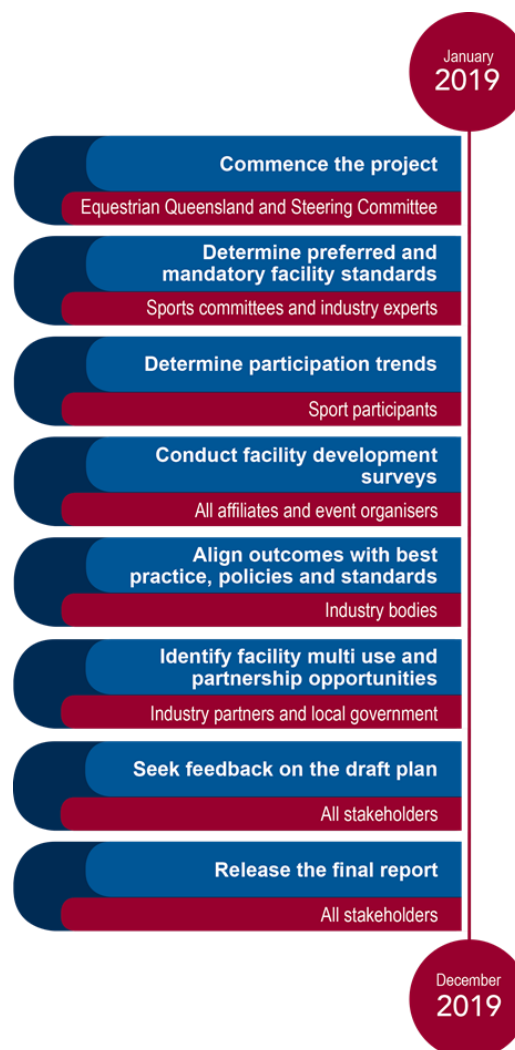 January
2019
Commence the project
Equestrian Queensland and Steering Committee
Determine preferred and
mandatory facility standards
Sports committees and industry experts
Determine participation trends
Sport participants
Conduct facility development
surveys
All affiliates and event organisers
Align outcomes with best
practice, policies and standards
Industry bodies
Identify facility multi use and
partnership opportunities
Industry partners and local government
Seek feedback on the draft plan
All stakeholders
Release the final report
All stakeholders
December
2019